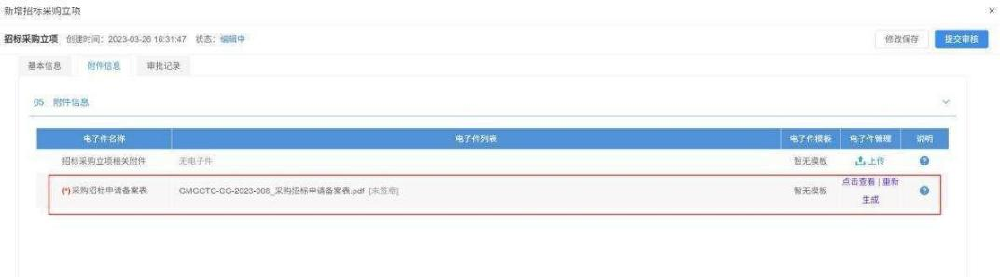 新增招标采购立项 ×
招标采购立项 创建时间：2023-03-26 16:31:47 状态：编辑中 修改保存 提交审核
基本信息 附件信息 审批记录
05 附件信息
电子件名称 电子件列表 电子件模板 电子件管理 说明
招标采购立项相关附件 无电子件 暂无模板 上传 ?
(*)采购招标申请备案表 GMGCTC-CG-2023-008_采购招标申请备案表.pdf [未签章] 暂无模板 点击查看 | 重新生成 ?